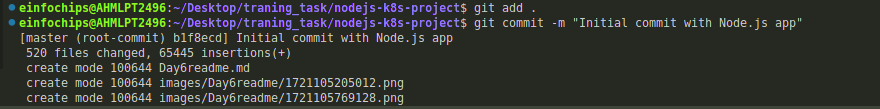 einfochips@AHMLPT2496:~/Desktop/traning_task/nodejs-k8s-project$ git add .
einfochips@AHMLPT2496:~/Desktop/traning_task/nodejs-k8s-project$ git commit -m "Initial commit with Node.js app"
[master (root-commit) b1f8ecd] Initial commit with Node.js app
520 files changed, 65445 insertions(+)
create mode 100644 Day6readme.md
create mode 100644 images/Day6readme/1721105205012.png
create mode 100644 images/Day6readme/1721105769128.png